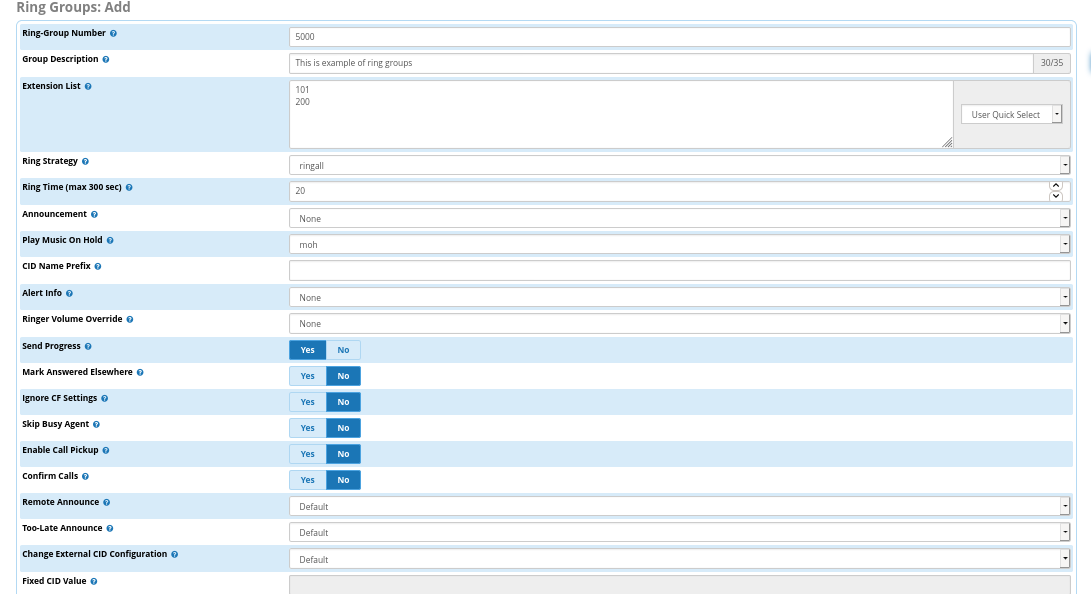 Ring Groups: Add
Ring-Group Number
5000
Group Description
This is example of ring groups
30/35
Extension List
101
200
User Quick Select
Ring Strategy
ringall
Ring Time (max 300 sec)
20
Announcement
None
Play Music On Hold
moh
CID Name Prefix
Alert Info
None
Ringer Volume Override
None
Send Progress
Yes No
Mark Answered Elsewhere
Yes No
Ignore CF Settings
Yes No
Skip Busy Agent
Yes No
Enable Call Pickup
Yes No
Confirm Calls
Yes No
Remote Announce
Default
Too-Late Announce
Default
Change External CID Configuration
Default
Fixed CID Value